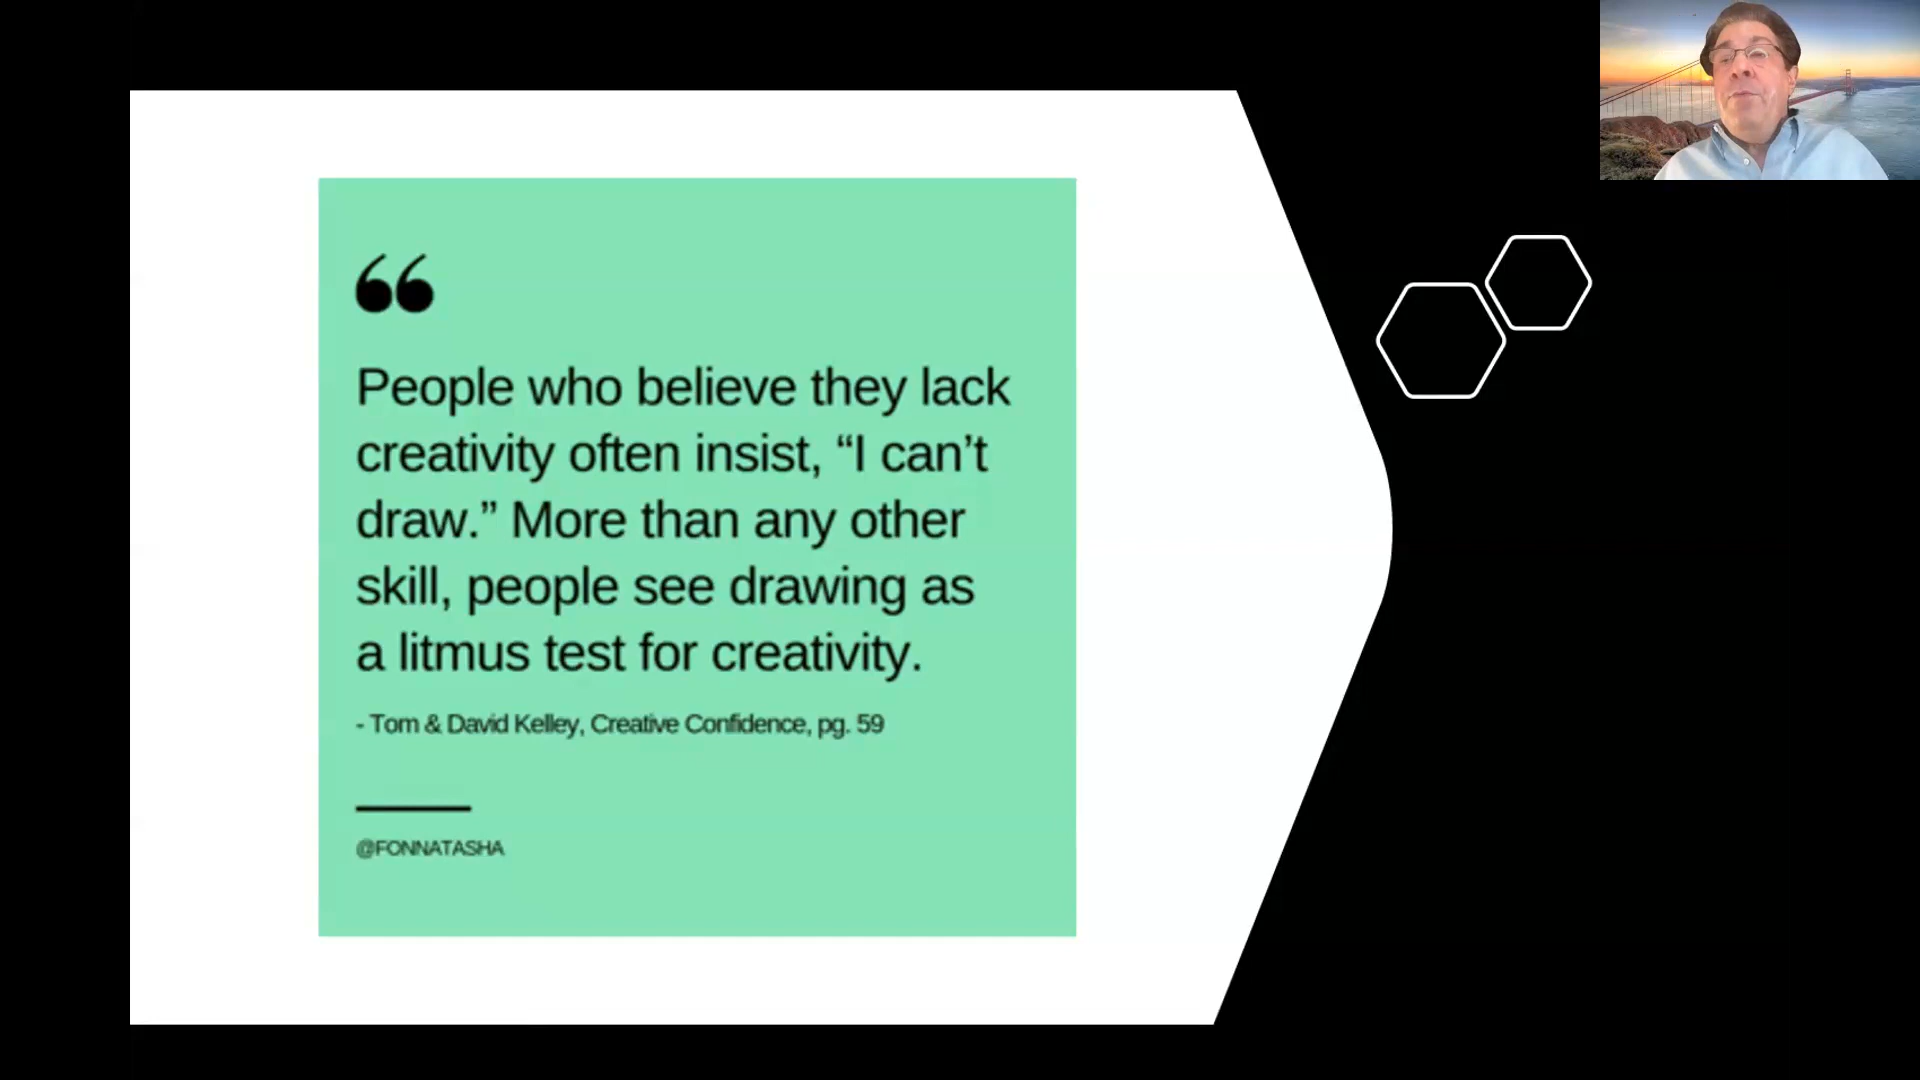 “
People who believe they lack
creativity often insist, “I can’t
draw.” More than any other
skill, people see drawing as
a litmus test for creativity.
- Tom & David Kelley, Creative Confidence, pg. 59
@FONNATASHA